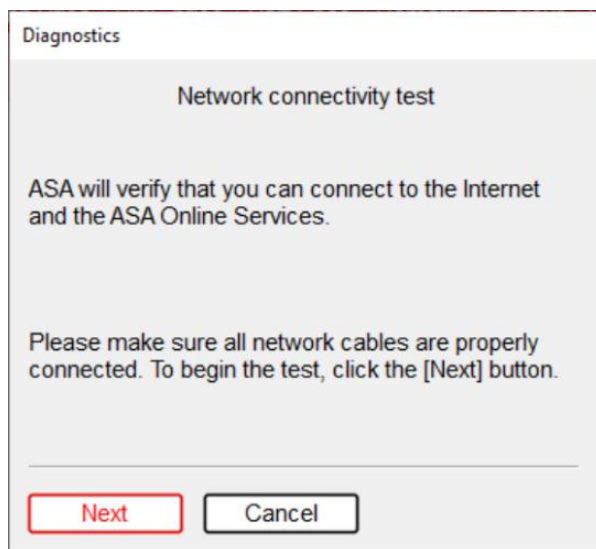 Diagnostics
Network connectivity test
ASA will verify that you can connect to the Internet
and the ASA Online Services.
Please make sure all network cables are properly
connected. To begin the test, click the [Next] button.
Next
Cancel